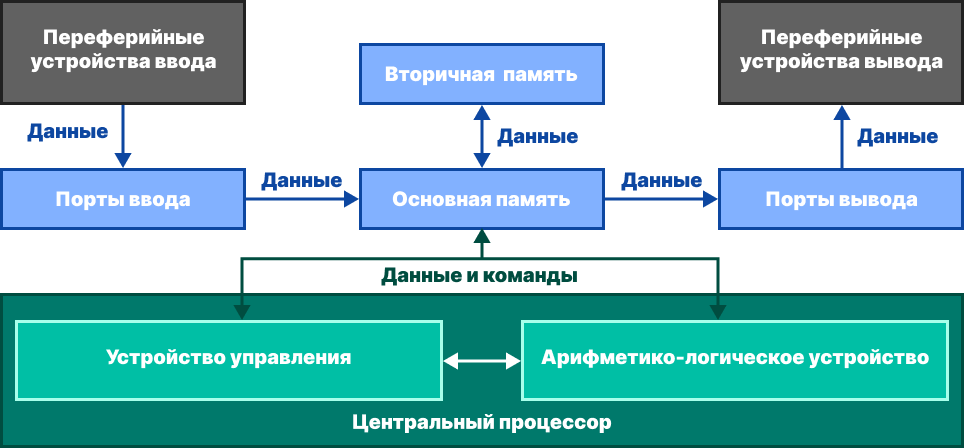 Переферийные
устройства ввода
Вторичная память
Переферийные
устройства вывода
Данные
Данные
Данные
Порты ввода
Данные
Основная память
Данные
Порты вывода
Данные и команды
Устройство управления
Арифметико-логическое устройство
Центральный процессор